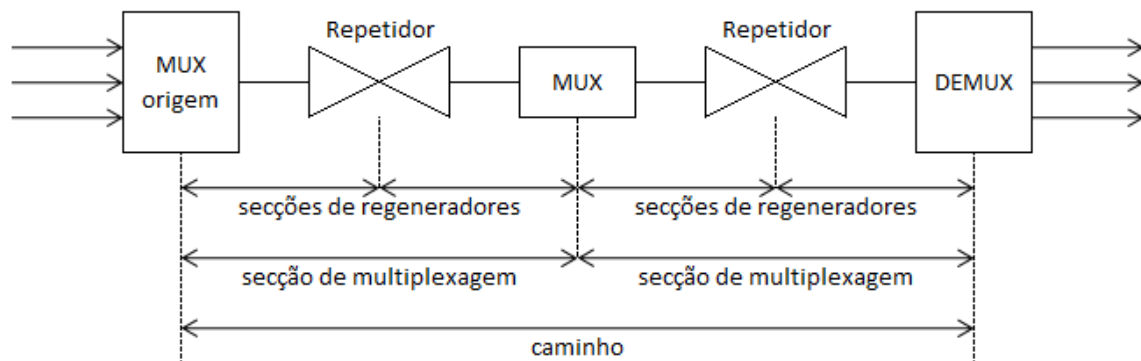 Repetidor
Repetidor
MUX
origem
MUX
DEMUX
secções de regeneradores
secções de regeneradores
secção de multiplexagem
secção de multiplexagem
caminho